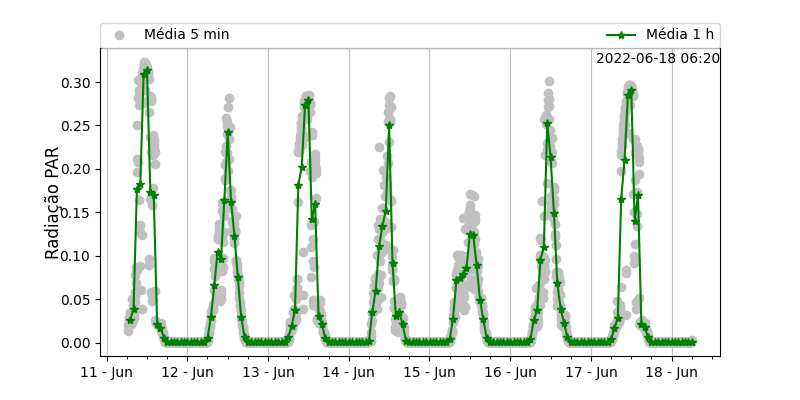 Média 5 min
Média 1 h
2022-06-18 06:20
Radiação PAR
0.30
0.25
0.20
0.15
0.10
0.05
0.00
11 - Jun
12 - Jun
13 - Jun
14 - Jun
15 - Jun
16 - Jun
17 - Jun
18 - Jun